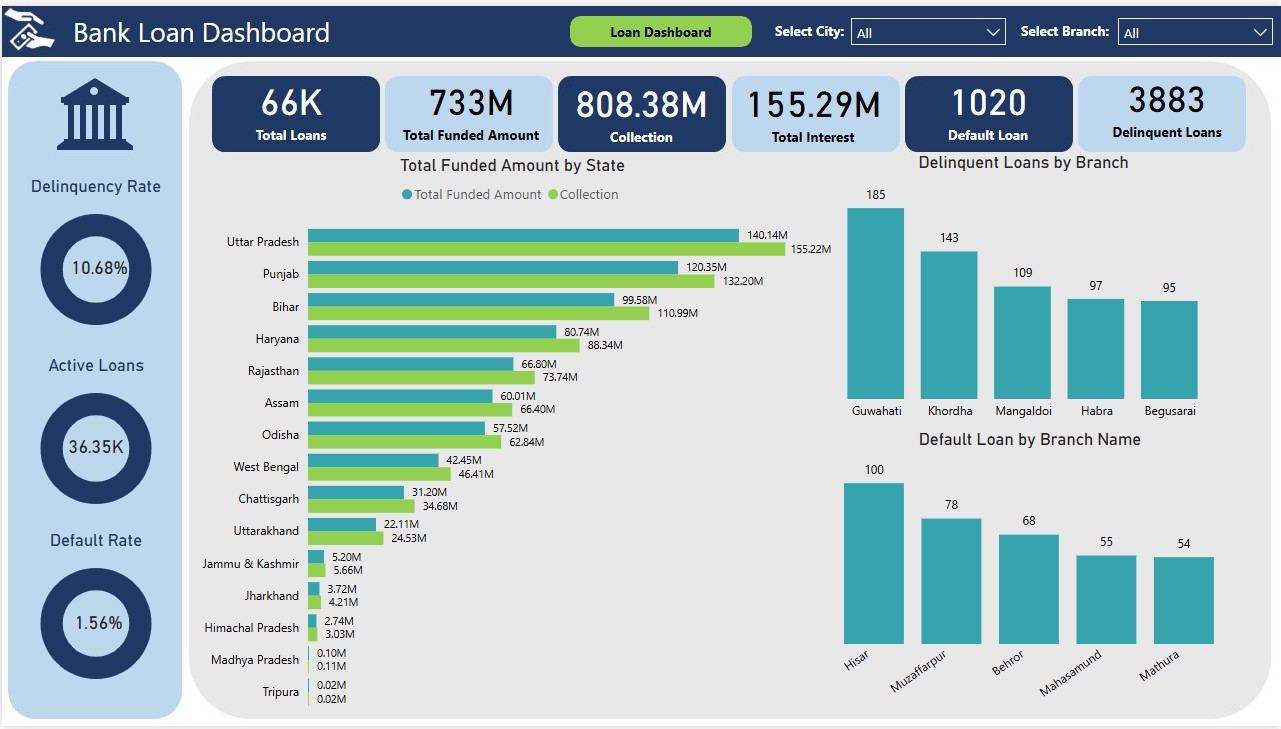 Bank Loan Dashboard
Loan Dashboard
Select City: All
Select Branch: All
Delinquency Rate
10.68%
Active Loans
36.35K
Default Rate
1.56%
66K
Total Loans
733M
Total Funded Amount
808.38M
Collection
155.29M
Total Interest
1020
Default Loan
3883
Delinquent Loans
Total Funded Amount by State
Total Funded Amount Collection
Uttar Pradesh 140.14M 155.22M
Punjab 120.35M 132.20M
Bihar 99.58M 110.99M
Haryana 80.74M 88.34M
Rajasthan 66.80M 73.74M
Assam 60.01M 66.40M
Odisha 57.52M 62.84M
West Bengal 42.45M 46.41M
Chattisgarh 31.20M 34.68M
Uttarakhand 22.11M 24.53M
Jammu & Kashmir 5.20M 5.66M
Jharkhand 3.72M 4.21M
Himachal Pradesh 2.74M 3.03M
Madhya Pradesh 0.10M 0.11M
Tripura 0.02M 0.02M
Delinquent Loans by Branch
185 143 109 97 95
Guwahati Khordha Mangaldoi Habra Begusarai
Default Loan by Branch Name
100 78 68 55 54
Hisar Muzaffarpur Behror Mahasamund Mathura